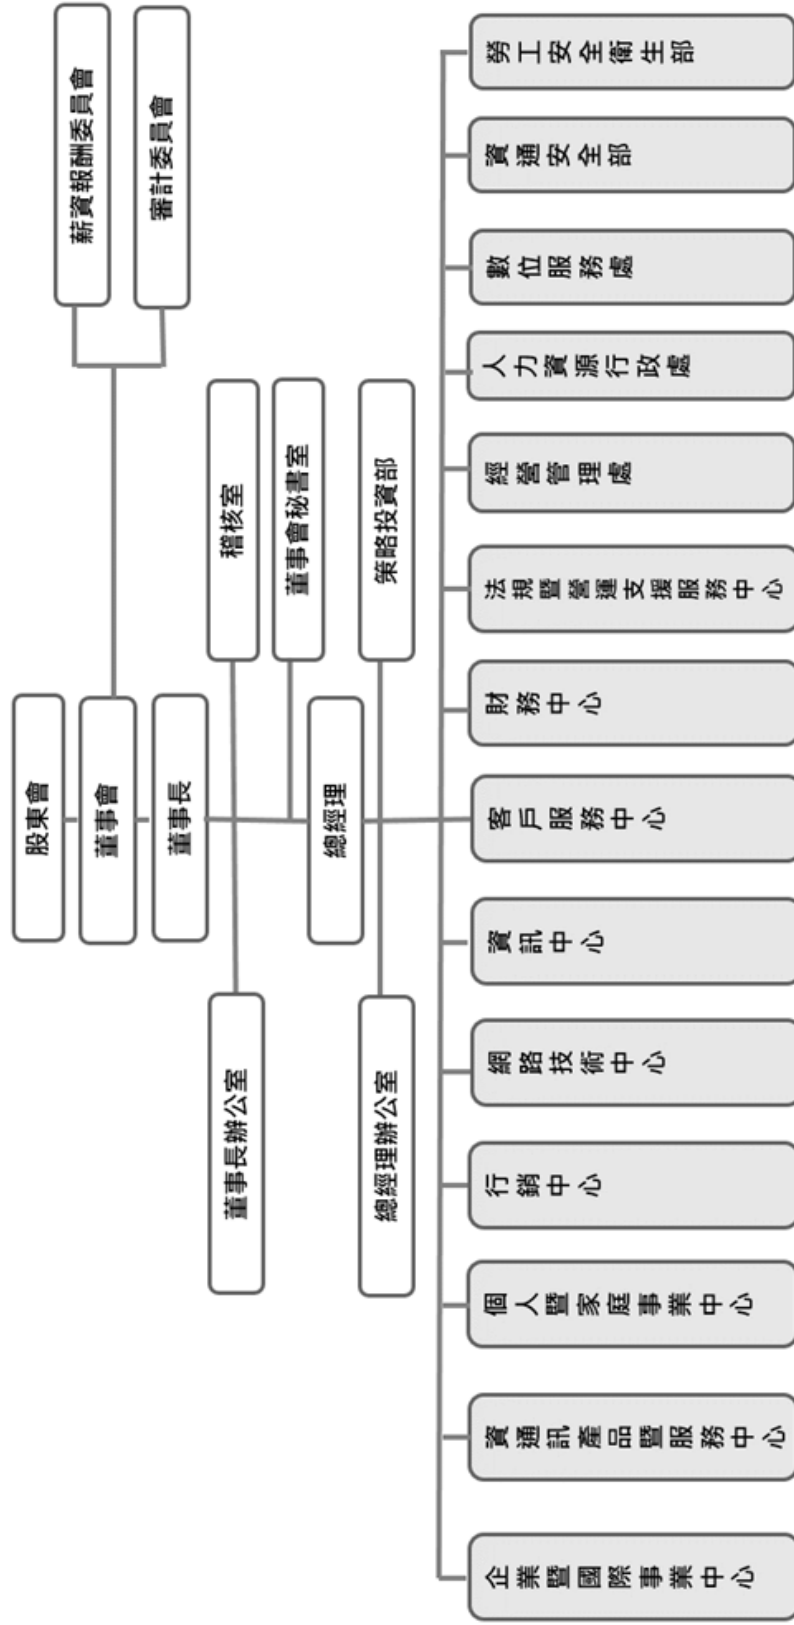 股東會
董事會
薪資報酬委員會
審計委員會
董事長
董事長辦公室
稽核室
董事會秘書室
總經理
總經理辦公室
策略投資部
企業暨國際事業中心
資通訊產品暨服務中心
個人暨家庭事業中心
行銷中心
網路技術中心
資訊中心
客戶服務中心
財務中心
法規暨營運支援服務中心
經營管理處
人力資源行政處
數位服務處
資通安全部
勞工安全衛生部